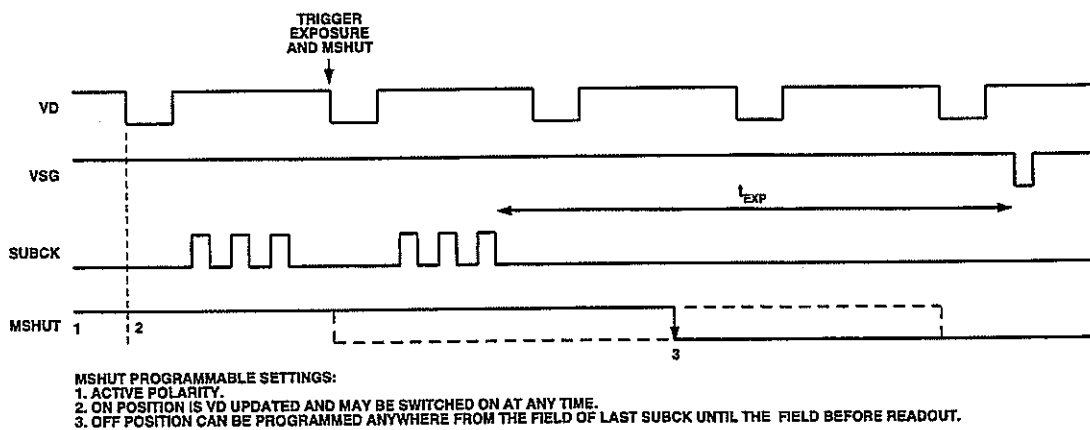 TRIGGER
EXPOSURE
AND MSHUT
VD
VSG
tEXP
SUBCK
MSHUT
1
2
3
MSHUT PROGRAMMABLE SETTINGS:
1. ACTIVE POLARITY.
2. ON POSITION IS VD UPDATED AND MAY BE SWITCHED ON AT ANY TIME.
3. OFF POSITION CAN BE PROGRAMMED ANYWHERE FROM THE FIELD OF LAST SUBCK UNTIL THE FIELD BEFORE READOUT.